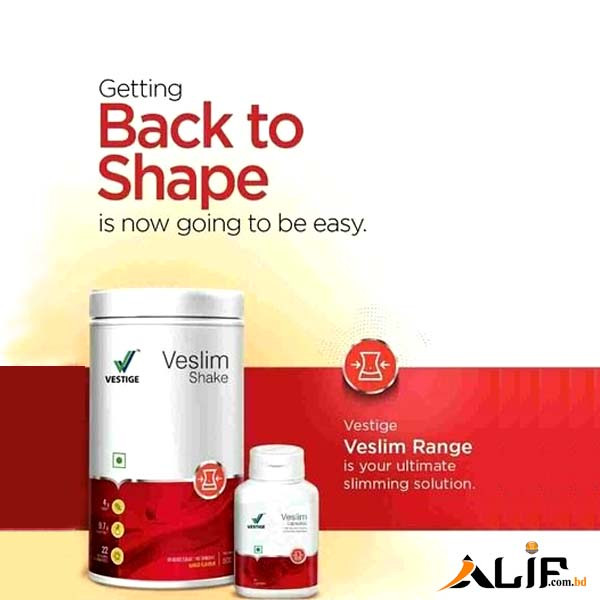 Getting
Back to
Shape
is now going to be easy.
VESTIGE
Veslim
Shake
Vestige
Veslim Range
is your ultimate
slimming solution.
22
VESTIGE
Veslim
ALIF.com.bd